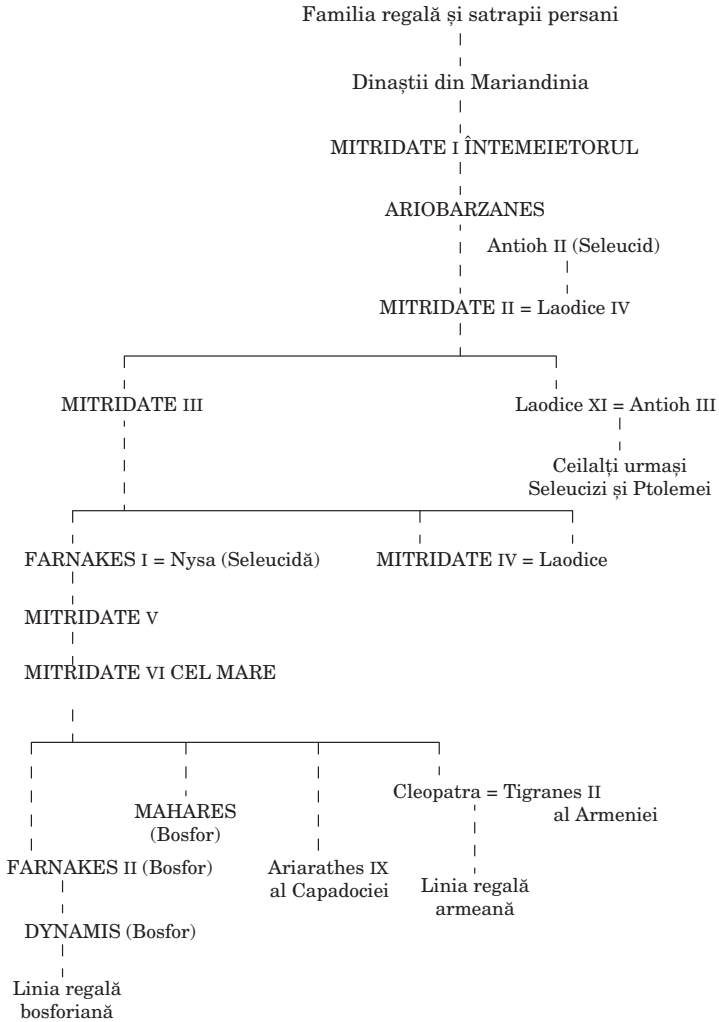 Familia regală și satrapii persani
Dinaștii din Mariandinia
MITRIDATE I ÎNTEMEIETORUL
ARIOBARZANES
Antioh II (Seleucid)
MITRIDATE II = Laodice IV
MITRIDATE III
Laodice XI = Antioh III
Ceilalți urmași
Seleucizi și Ptolemei
FARNAKES I = Nysa (Seleucidă)
MITRIDATE IV = Laodice
MITRIDATE V
MITRIDATE VI CEL MARE
Cleopatra = Tigranes II
al Armeniei
MAHARES
(Bosfor)
FARNAKES II (Bosfor)
Ariarathes IX
al Capadociei
Linia regală
armeană
DYNAMIS (Bosfor)
Linia regală
bosforiană